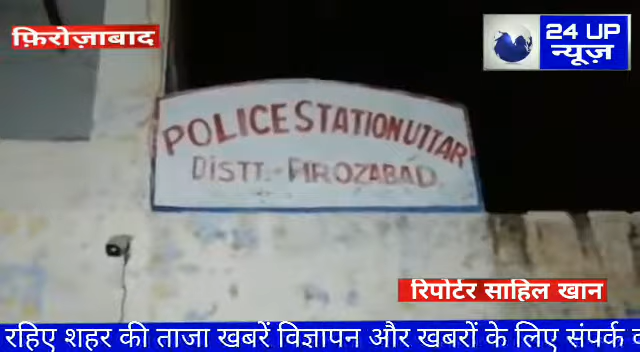 फ़िरोज़ाबाद
24 UP
न्यूज़
POLICE STATION UTTAR
DISTT.- FIROZABAD
रिपोर्टर साहिल खान
रहिए शहर की ताजा खबरें विज्ञापन और खबरों के लिए संपर्क